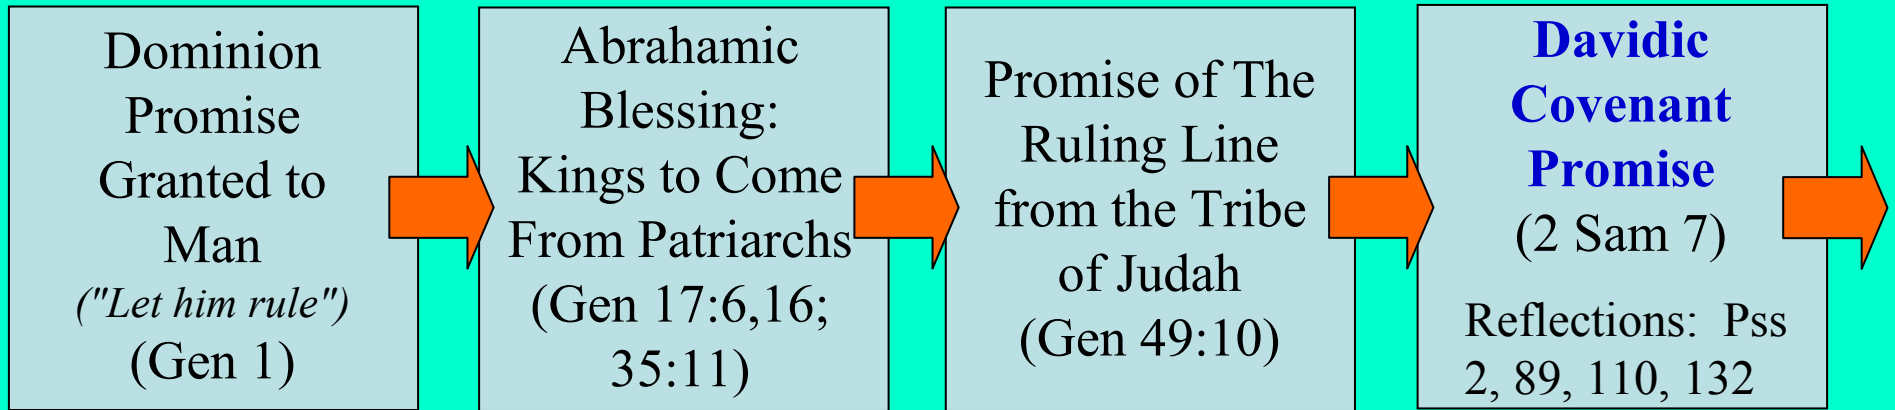 Dominion
Promise
Granted to
Man
("Let him rule")
(Gen 1)
Abrahamic
Blessing:
Kings to Come
From Patriarchs
(Gen 17:6,16;
35:11)
Promise of The
Ruling Line
from the Tribe
of Judah
(Gen 49:10)
Davidic
Covenant
Promise
(2 Sam 7)
Reflections: Pss
2, 89, 110, 132